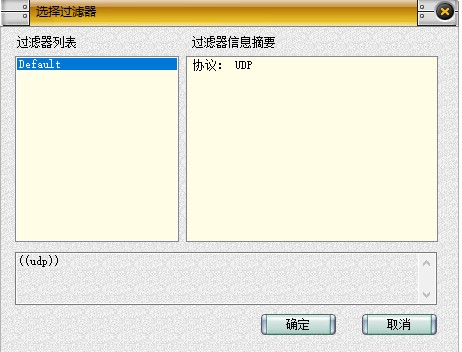 选择过滤器
过滤器列表
过滤器信息摘要
Default
协议: UDP
((udp))
确定
取消